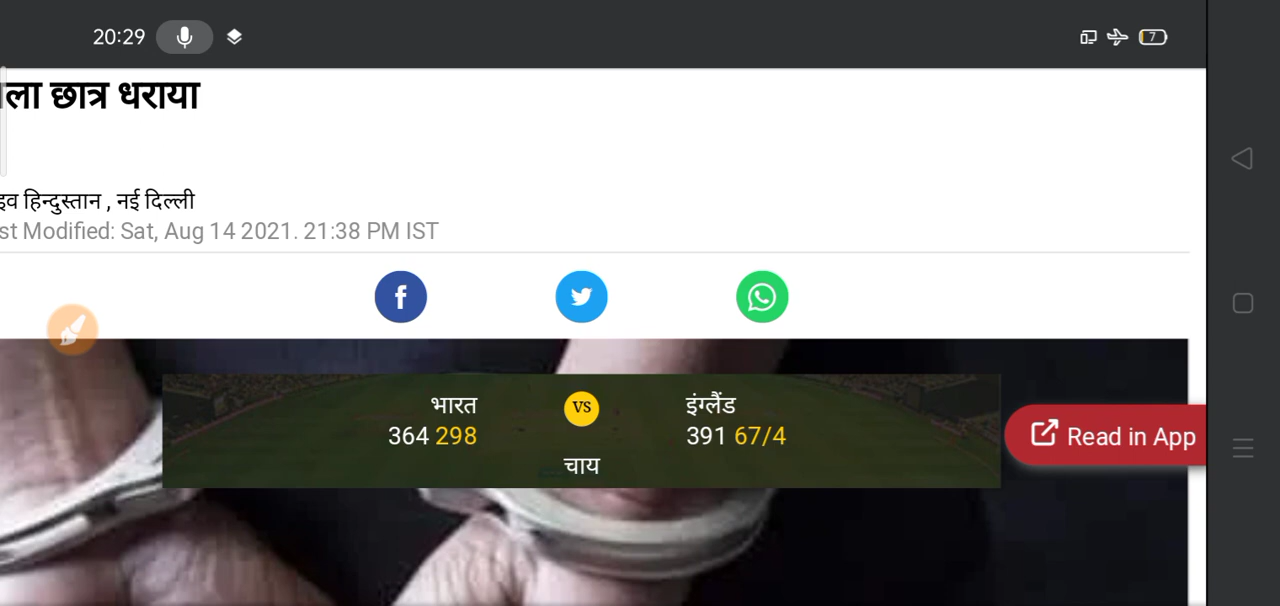 20:29
7
ला छात्र धराया
इव हिन्दुस्तान , नई दिल्ली
st Modified: Sat, Aug 14 2021. 21:38 PM IST
भारत VS इंग्लैंड
364 298 391 67/4
चाय
Read in App